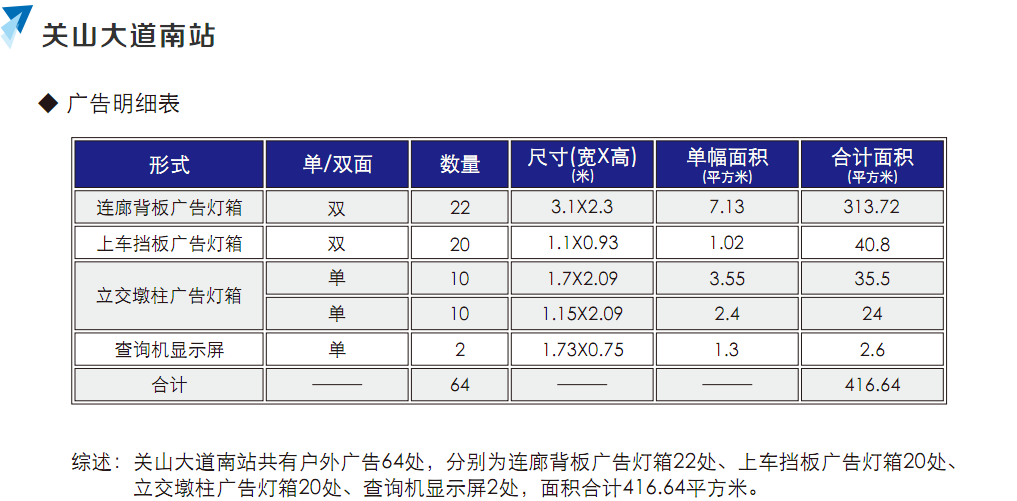 关山大道南站
◆ 广告明细表
形式 单/双面 数量 尺寸(宽X高)(米) 单幅面积(平方米) 合计面积(平方米)
连廊背板广告灯箱 双 22 3.1X2.3 7.13 313.72
上车挡板广告灯箱 双 20 1.1X0.93 1.02 40.8
立交墩柱广告灯箱 单 10 1.7X2.09 3.55 35.5
单 10 1.15X2.09 2.4 24
查询机显示屏 单 2 1.73X0.75 1.3 2.6
合计 —— 64 —— —— 416.64
综述：关山大道南站共有户外广告64处，分别为连廊背板广告灯箱22处、上车挡板广告灯箱20处、
立交墩柱广告灯箱20处、查询机显示屏2处，面积合计416.64平方米。